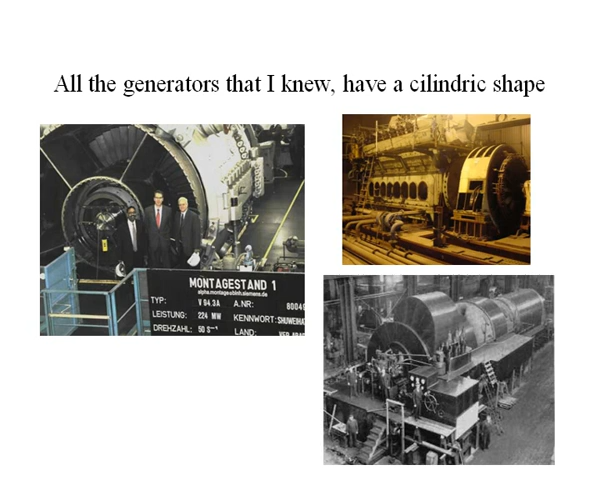 All the generators that I knew, have a cilindric shape
MONTAGESTAND 1
TYP: V 94.3A A.NR:
LEISTUNG: 224 MW KENNWORT:
DREHZAHL: 50 S⁻¹ LAND: